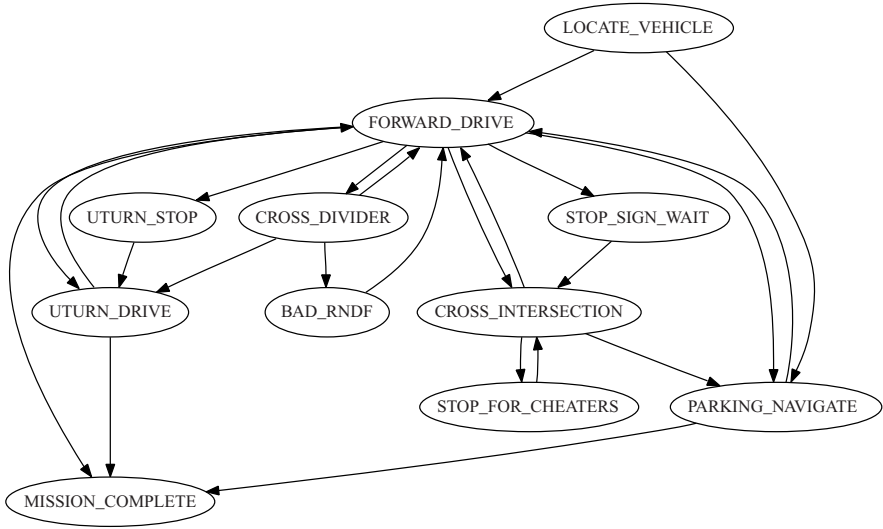 LOCATE_VEHICLE
FORWARD_DRIVE
UTURN_STOP
CROSS_DIVIDER
STOP_SIGN_WAIT
UTURN_DRIVE
BAD_RNDF
CROSS_INTERSECTION
STOP_FOR_CHEATERS
PARKING_NAVIGATE
MISSION_COMPLETE